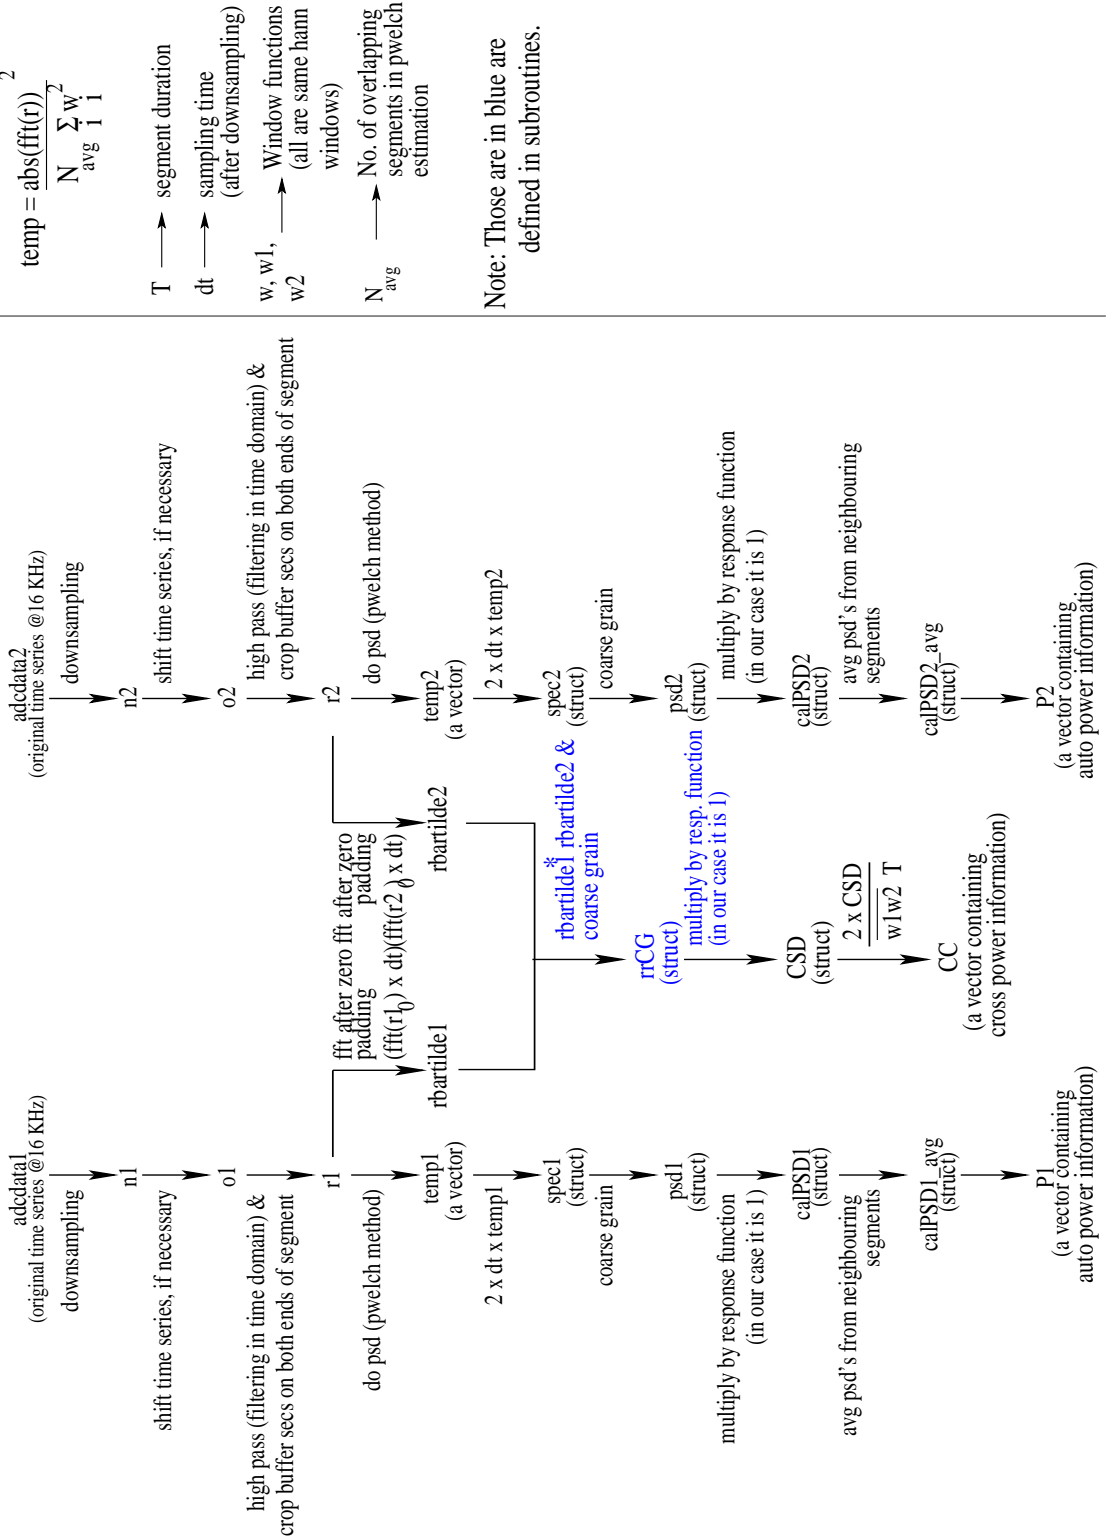 adcdata1
(original time series @16 KHz)
downsampling
n1
shift time series, if necessary
o1
high pass (filtering in time domain) &
crop buffer secs on both ends of segment
r1
do psd (pwelch method)
temp1
(a vector)
2 x dt x temp1
spec1
(struct)
coarse grain
psd1
(struct)
multiply by response function
(in our case it is 1)
calPSD1
(struct)
avg psd's from neighbouring
segments
calPSD1_avg
(struct)
P1
(a vector containing
auto power information)
fft after zero
padding
(fft(r1_0) x dt)
rbartilde1
fft after zero
padding
(fft(r2_0) x dt)
rbartilde2
rbartilde1* rbartilde2 &
coarse grain
rrCG
(struct)
multiply by resp. function
(in our case it is 1)
CSD
(struct)
2 x CSD
w1w2 T
CC
(a vector containing
cross power information)
adcdata2
(original time series @16 KHz)
downsampling
n2
shift time series, if necessary
o2
high pass (filtering in time domain) &
crop buffer secs on both ends of segment
r2
do psd (pwelch method)
temp2
(a vector)
2 x dt x temp2
spec2
(struct)
coarse grain
psd2
(struct)
multiply by response function
(in our case it is 1)
calPSD2
(struct)
avg psd's from neighbouring
segments
calPSD2_avg
(struct)
P2
(a vector containing
auto power information)
temp = abs(fft(r))^2
N_avg Σ_i w_i^2
T segment duration
dt sampling time
(after downsampling)
w, w1, Window functions
w2 (all are same hann
windows)
N_avg No. of overlapping
segments in pwelch
estimation
Note: Those are in blue are
defined in subroutines.